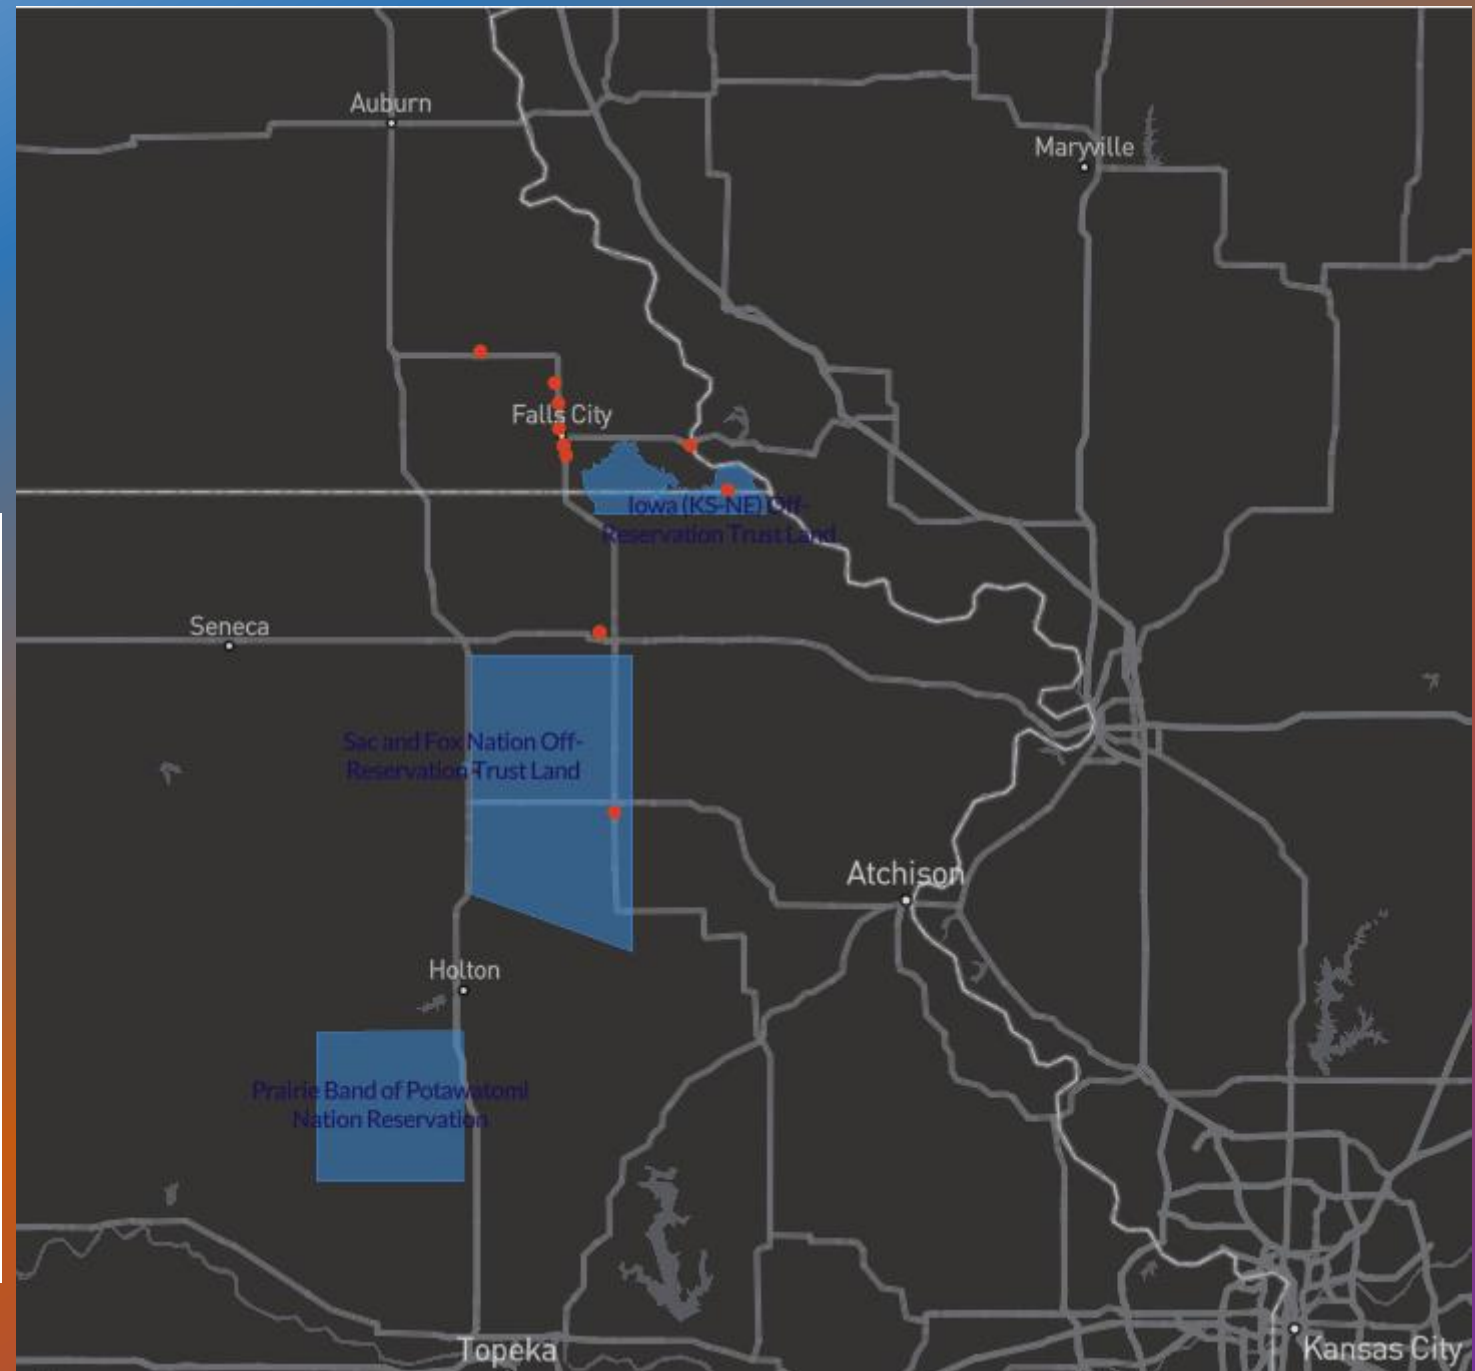 Auburn
Maryville
Falls City
Iowa (KS-NE) Off-
Reservation Trust Land
Seneca
Sac and Fox Nation Off-
Reservation Trust Land
Atchison
Holton
Prairie Band of Potawatomi
Nation Reservation
Topeka
Kansas City